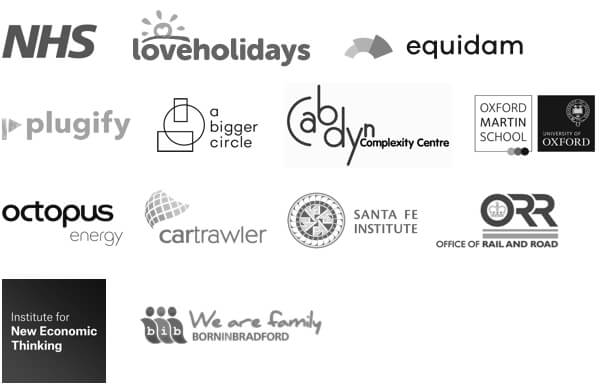 NHS
loveholidays
equidam
plugify
a
bigger
circle
Cabdyn
Complexity Centre
OXFORD
MARTIN
SCHOOL
UNIVERSITY OF
OXFORD
octopus
energy
cartrawler
SANTA FE
INSTITUTE
ORR
OFFICE OF RAIL AND ROAD
Institute for
New Economic
Thinking
bib
We are family
BORNINBRADFORD